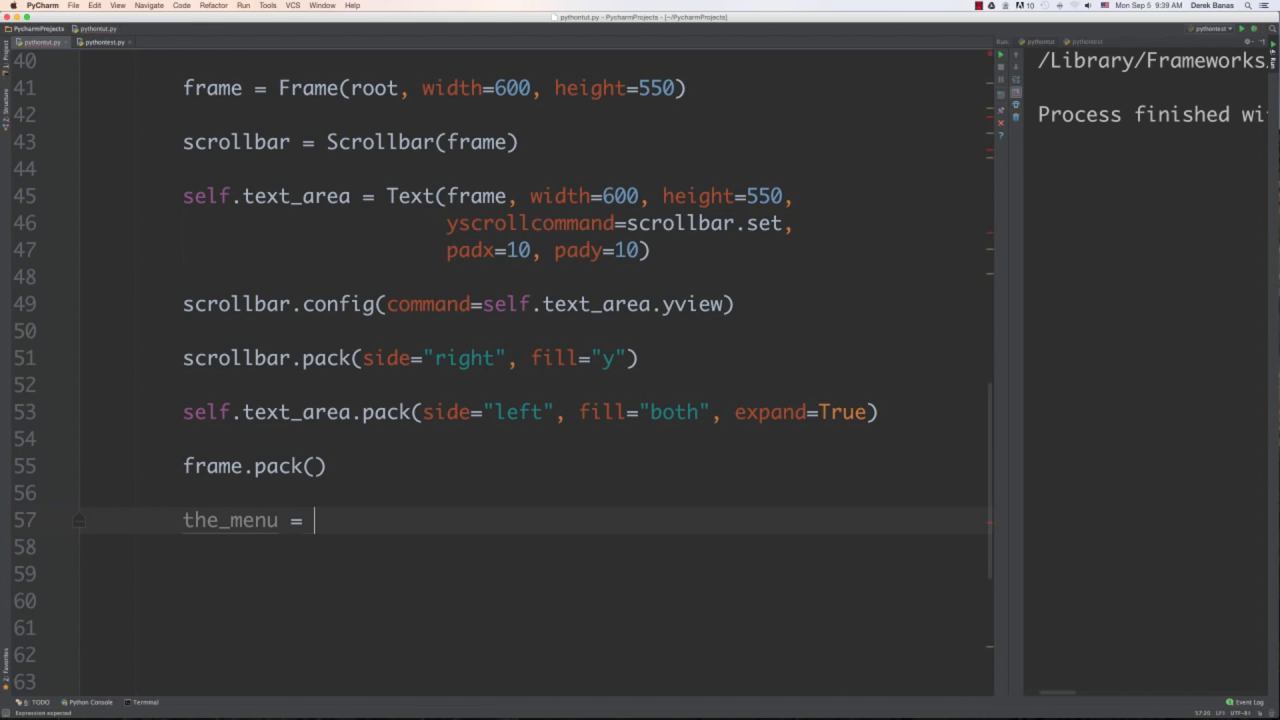 PyCharm File Edit View Navigate Code Refactor Run Tools VCS Window Help 10 Mon Sep 5 9:39 AM Derek Banas
pythontut.py - PycharmProjects - [~/PycharmProjects]
PycharmProjects pythontut.py pythontest
pythontut.py pythontest.py Run: pythontut pythontest
40
41 frame = Frame(root, width=600, height=550)
42
43 scrollbar = Scrollbar(frame)
44
45 self.text_area = Text(frame, width=600, height=550,
46 yscrollcommand=scrollbar.set,
47 padx=10, pady=10)
48
49 scrollbar.config(command=self.text_area.yview)
50
51 scrollbar.pack(side="right", fill="y")
52
53 self.text_area.pack(side="left", fill="both", expand=True)
54
55 frame.pack()
56
57 the_menu =
58
59
60
61
62
63
/Library/Frameworks
Process finished wi
1: Project
7: Structure
2: Favorites
Run
6: TODO Python Console Terminal Event Log
Expression expected 57:20 LF: UTF-8: